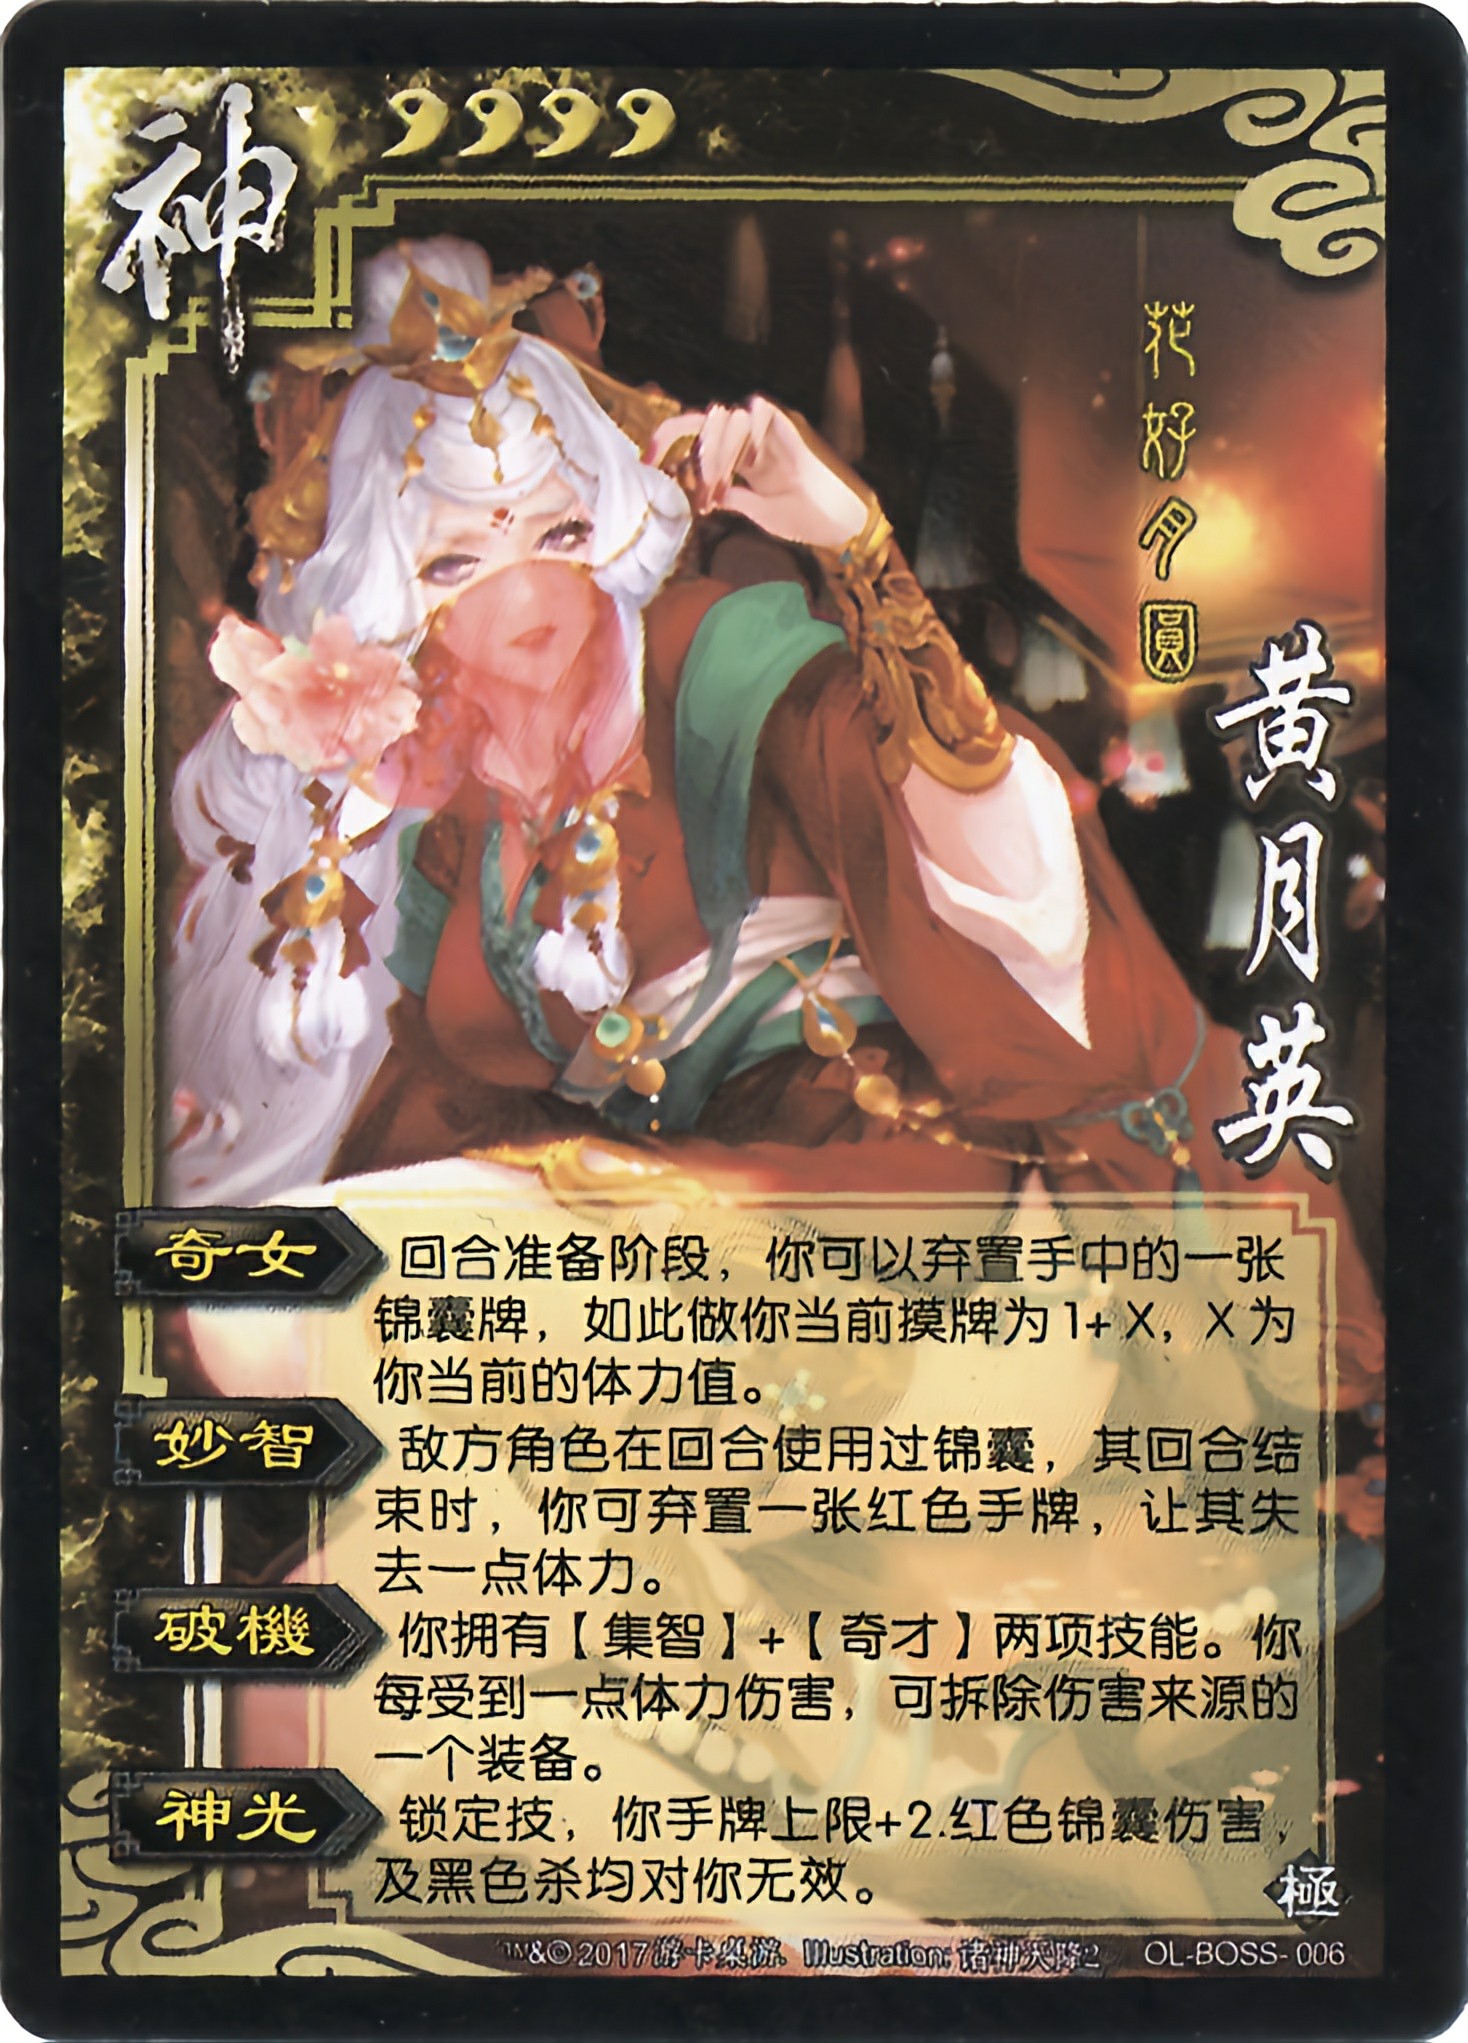 神
花好月圓
黄月英
奇女
回合准备阶段，你可以弃置手中的一张
锦囊牌，如此做你当前摸牌为1+X，X为
你当前的体力值。
妙智
敌方角色在回合使用过锦囊，其回合结
束时，你可弃置一张红色手牌，让其失
去一点体力。
破機
你拥有【集智】+【奇才】两项技能。你
每受到一点体力伤害，可拆除伤害来源的
一个装备。
神光
锁定技，你手牌上限+2.红色锦囊伤害，
及黑色杀均对你无效。
極
™&©2017游卡桌游. Illustration: 诸神天降2 OL-BOSS-006